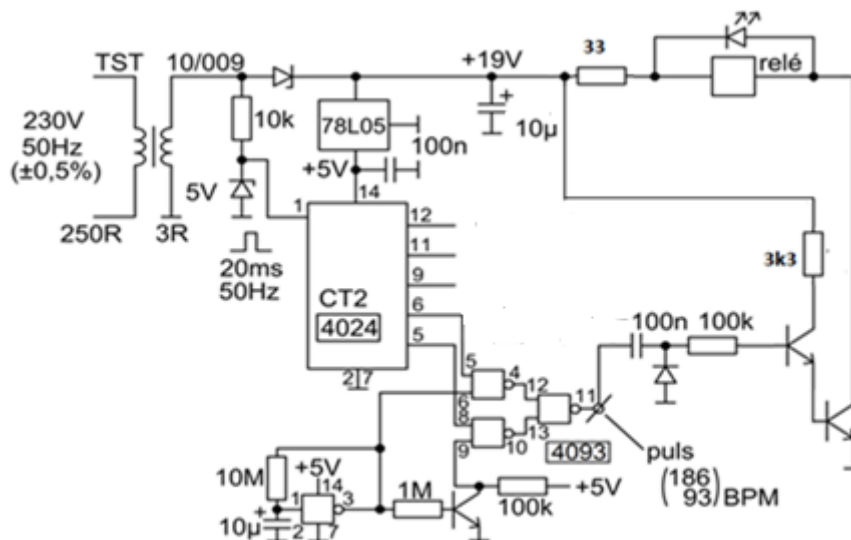 TST 10/009
+19V
33
relé
230V
50Hz
(±0,5%)
10k
78L05
100n
10µ
+
+5V
5V
14
1
12
250R
3R
11
3k3
20ms
50Hz
9
CT2
6
4024
5
100n
100k
2 7
5
4
12
11
6
8
13
9
10
4093
puls
(186
93)BPM
10M
+5V
14
1
3
1M
+5V
100k
+
10µ
2
7